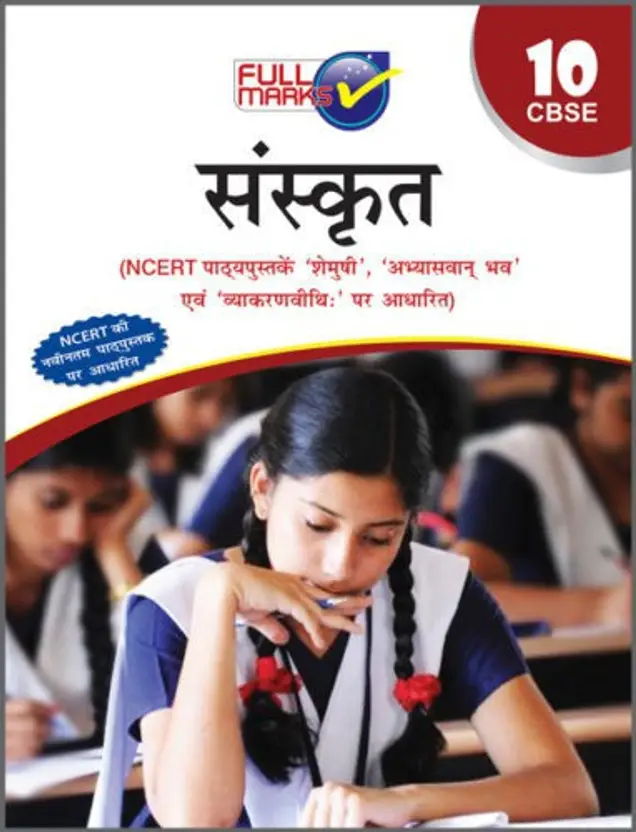 FULL
MARKS
10
CBSE
संस्कृत
(NCERT पाठ्यपुस्तकें ‘शेमुषी’, ‘अभ्यासवान् भव’
एवं ‘व्याकरणवीथिः’ पर आधारित)
NCERT की
नवीनतम पाठ्पुस्तक
पर आधारित